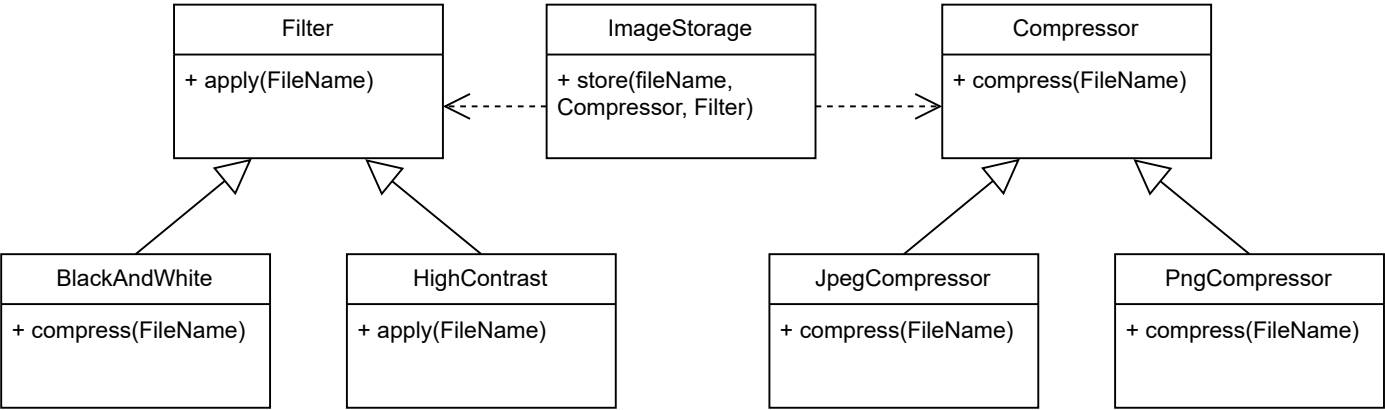 Filter
+ apply(FileName)
ImageStorage
+ store(fileName,
Compressor, Filter)
Compressor
+ compress(FileName)
BlackAndWhite
+ compress(FileName)
HighContrast
+ apply(FileName)
JpegCompressor
+ compress(FileName)
PngCompressor
+ compress(FileName)